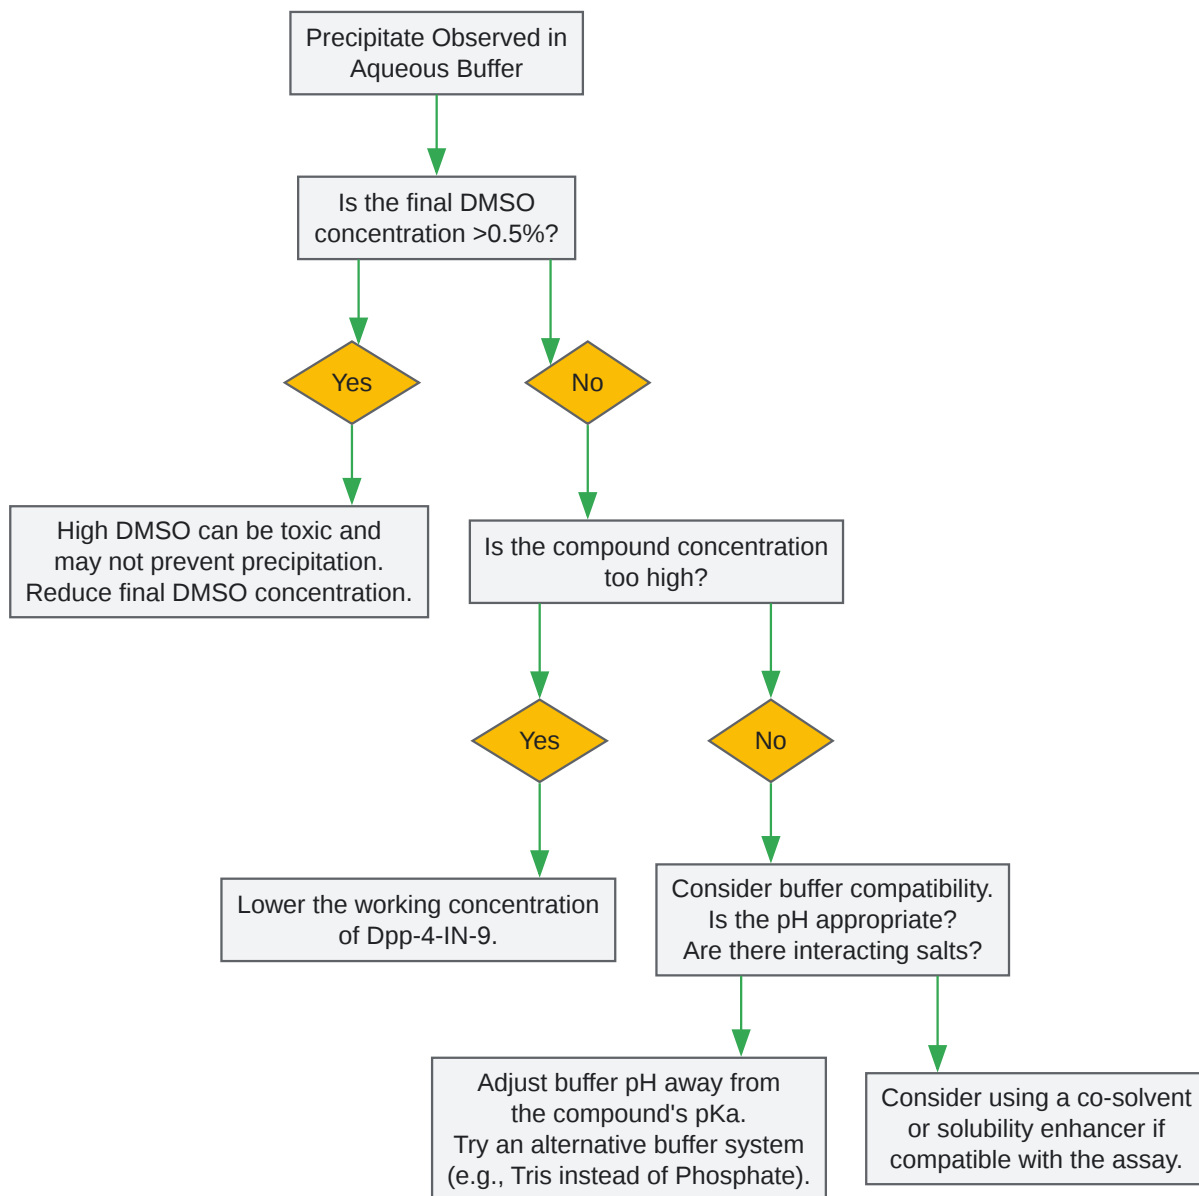 Precipitate Observed in
Aqueous Buffer
Is the final DMSO
concentration >0.5%?
Yes
No
High DMSO can be toxic and
may not prevent precipitation.
Reduce final DMSO concentration.
Is the compound concentration
too high?
Yes
No
Lower the working concentration
of Dpp-4-IN-9.
Consider buffer compatibility.
Is the pH appropriate?
Are there interacting salts?
Adjust buffer pH away from
the compound's pKa.
Try an alternative buffer system
(e.g., Tris instead of Phosphate).
Consider using a co-solvent
or solubility enhancer if
compatible with the assay.